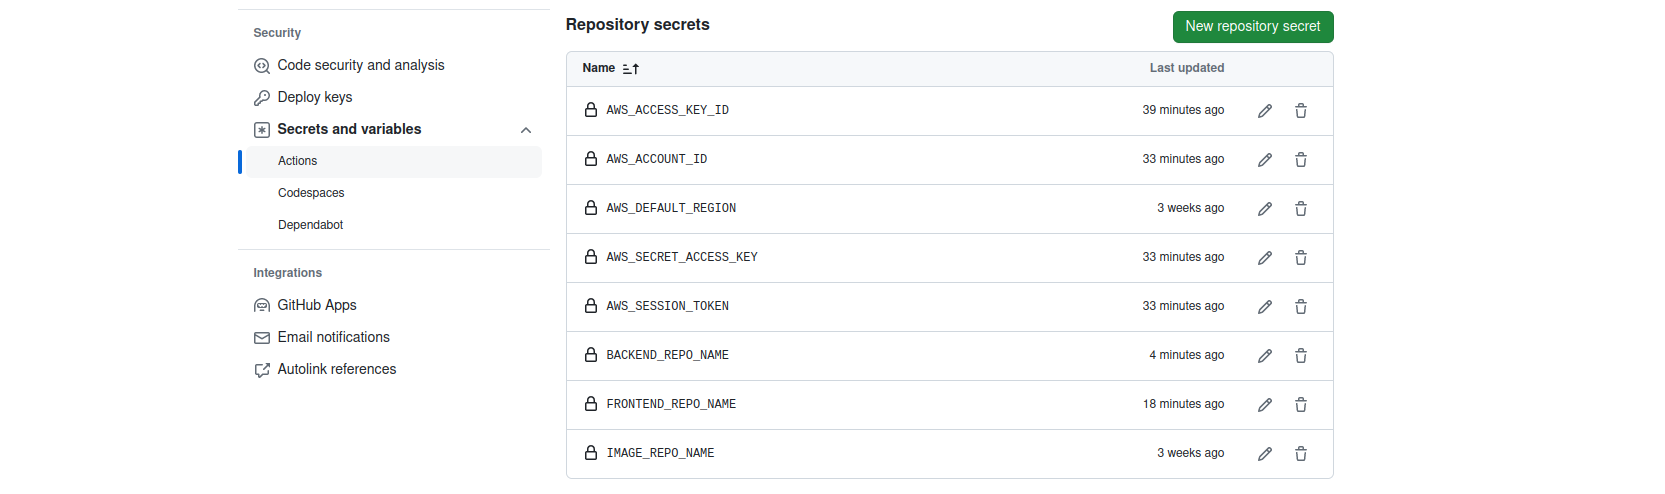 Security
Code security and analysis
Deploy keys
Secrets and variables
Actions
Codespaces
Dependabot
Integrations
GitHub Apps
Email notifications
Autolink references
Repository secrets
New repository secret
Name Last updated
AWS_ACCESS_KEY_ID 39 minutes ago
AWS_ACCOUNT_ID 33 minutes ago
AWS_DEFAULT_REGION 3 weeks ago
AWS_SECRET_ACCESS_KEY 33 minutes ago
AWS_SESSION_TOKEN 33 minutes ago
BACKEND_REPO_NAME 4 minutes ago
FRONTEND_REPO_NAME 18 minutes ago
IMAGE_REPO_NAME 3 weeks ago